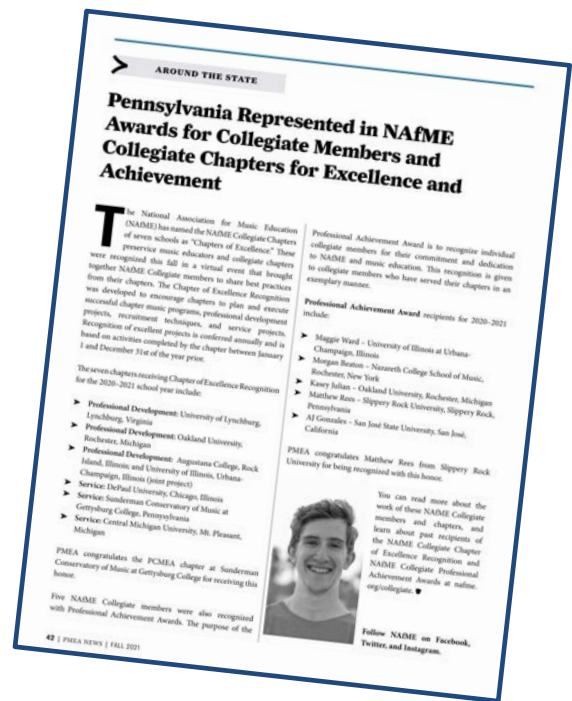 AROUND THE STATE
Pennsylvania Represented in NAfME
Awards for Collegiate Members and
Collegiate Chapters for Excellence and
Achievement
The National Association for Music Education
(NAfME) has named the NAfME Collegiate Chapters
of seven schools as “Chapters of Excellence.” These
preservice music educators and collegiate chapters
were recognized this fall in a virtual event that brought
together NAfME Collegiate members to share best practices
from their chapters. The Chapter of Excellence Recognition
was developed to encourage chapters to plan and execute
successful chapter music programs, professional development
projects, recruitment techniques, and service projects.
Recognition of excellent projects is conferred annually and is
based on activities completed by the chapter between January
1 and December 31st of the year prior.
The seven chapters receiving Chapter of Excellence Recognition
for the 2020-2021 school year include:
➤ Professional Development: University of Lynchburg,
Lynchburg, Virginia
➤ Professional Development: Oakland University,
Rochester, Michigan
➤ Professional Development: Augustana College, Rock
Island, Illinois; and University of Illinois, Urbana-
Champaign, Illinois (joint project)
➤ Service: DePaul University, Chicago, Illinois
➤ Service: Sunderman Conservatory of Music at
Gettysburg College, Pennsylvania
➤ Service: Central Michigan University, Mt. Pleasant,
Michigan
PMEA congratulates the PCMEA chapter at Sunderman
Conservatory of Music at Gettysburg College for receiving this
honor.
Five NAfME Collegiate members were also recognized
with Professional Achievement Awards. The purpose of the
Professional Achievement Award is to recognize individual
collegiate members for their commitment and dedication
to NAfME and music education. This recognition is given
to collegiate members who have served their chapters in an
exemplary manner.
Professional Achievement Award recipients for 2020-2021
include:
➤ Maggie Ward – University of Illinois at Urbana-
Champaign, Illinois
➤ Morgan Beaton – Nazareth College School of Music,
Rochester, New York
➤ Kasey Julian – Oakland University, Rochester, Michigan
➤ Matthew Rees – Slippery Rock University, Slippery Rock,
Pennsylvania
➤ AJ Gonzales – San José State University, San José,
California
PMEA congratulates Matthew Rees from Slippery Rock
University for being recognized with this honor.
You can read more about the
work of these NAfME Collegiate
members and chapters, and
learn about past recipients of
the NAfME Collegiate Chapter
of Excellence Recognition and
NAfME Collegiate Professional
Achievement Awards at nafme.
org/collegiate.
Follow NAfME on Facebook,
Twitter, and Instagram.
42 | PMEA NEWS | FALL 2021